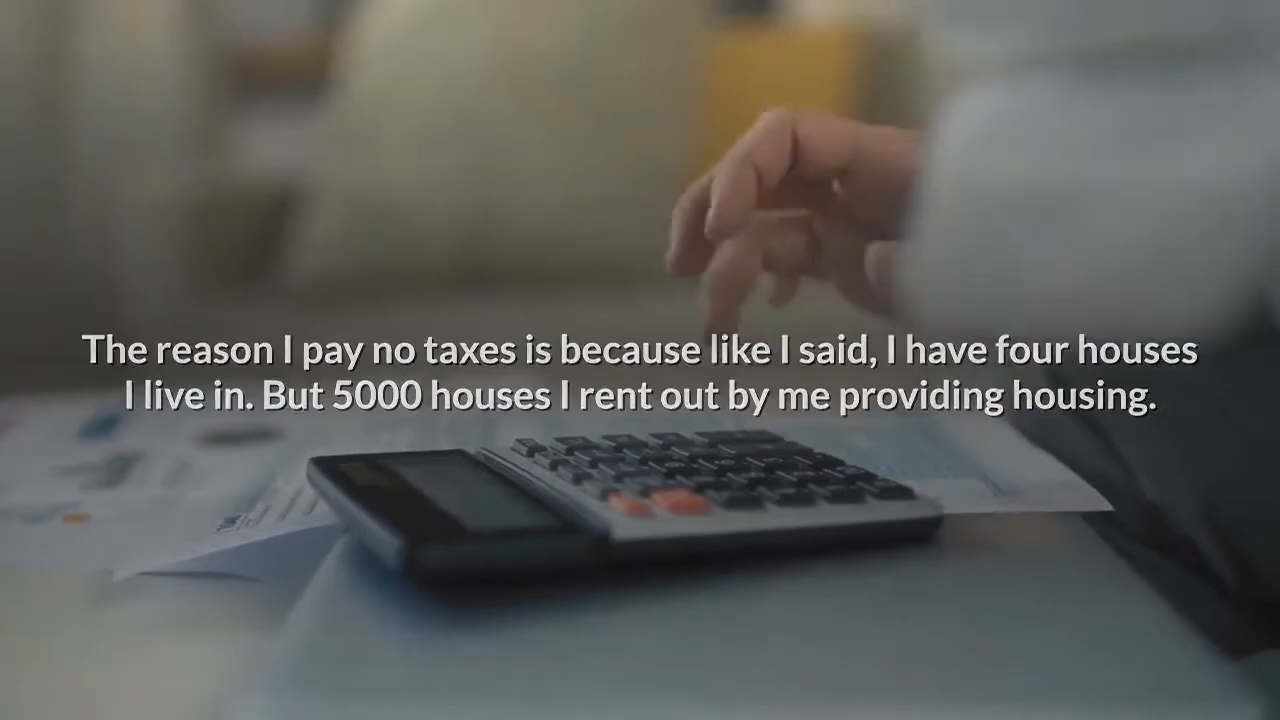 The reason I pay no taxes is because like I said, I have four houses
I live in. But 5000 houses I rent out by me providing housing.